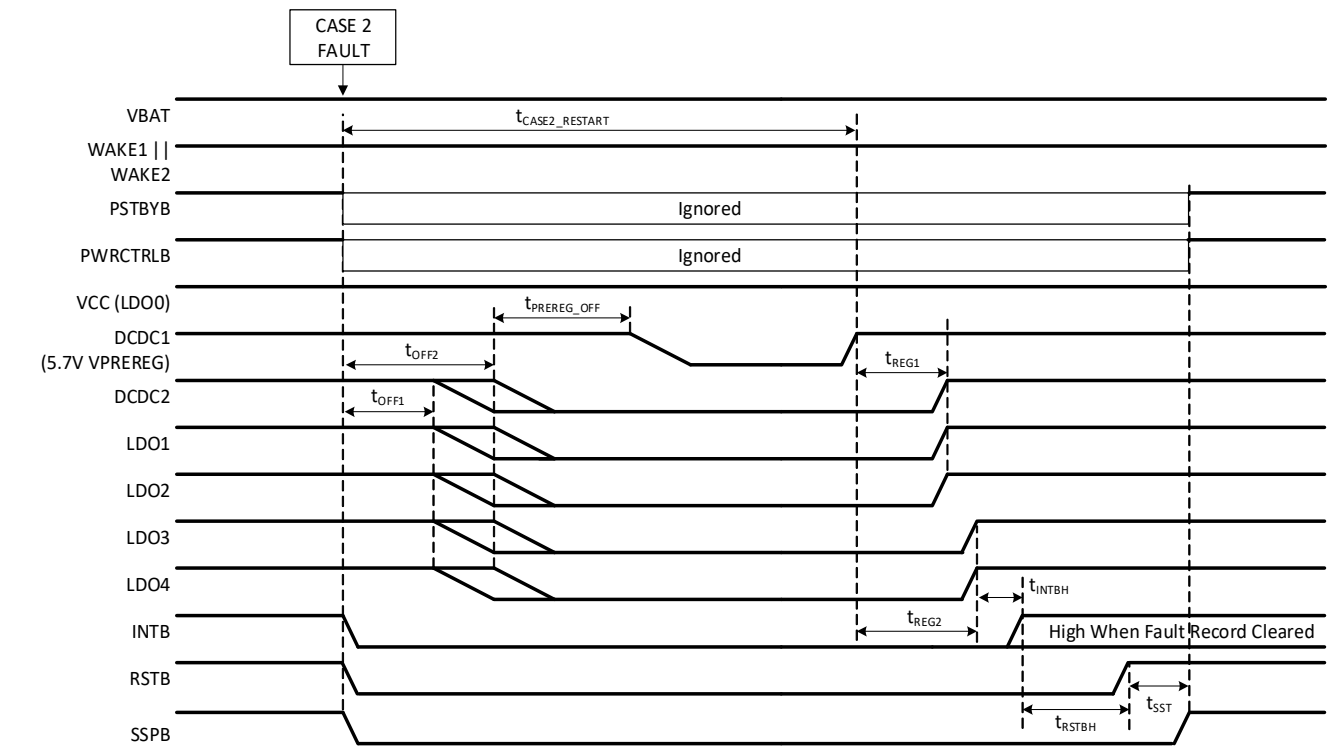 CASE 2
FAULT
VBAT
tCASE2_RESTART
WAKE1 ||
WAKE2
PSTBYB
Ignored
PWRCTRLB
Ignored
VCC (LDO0)
tPREREG_OFF
DCDC1
(5.7V VPREREG)
tOFF2
tREG1
DCDC2
tOFF1
LDO1
LDO2
LDO3
LDO4
tINTBH
INTB
tREG2
High When Fault Record Cleared
RSTB
tSST
tRSTBH
SSPB